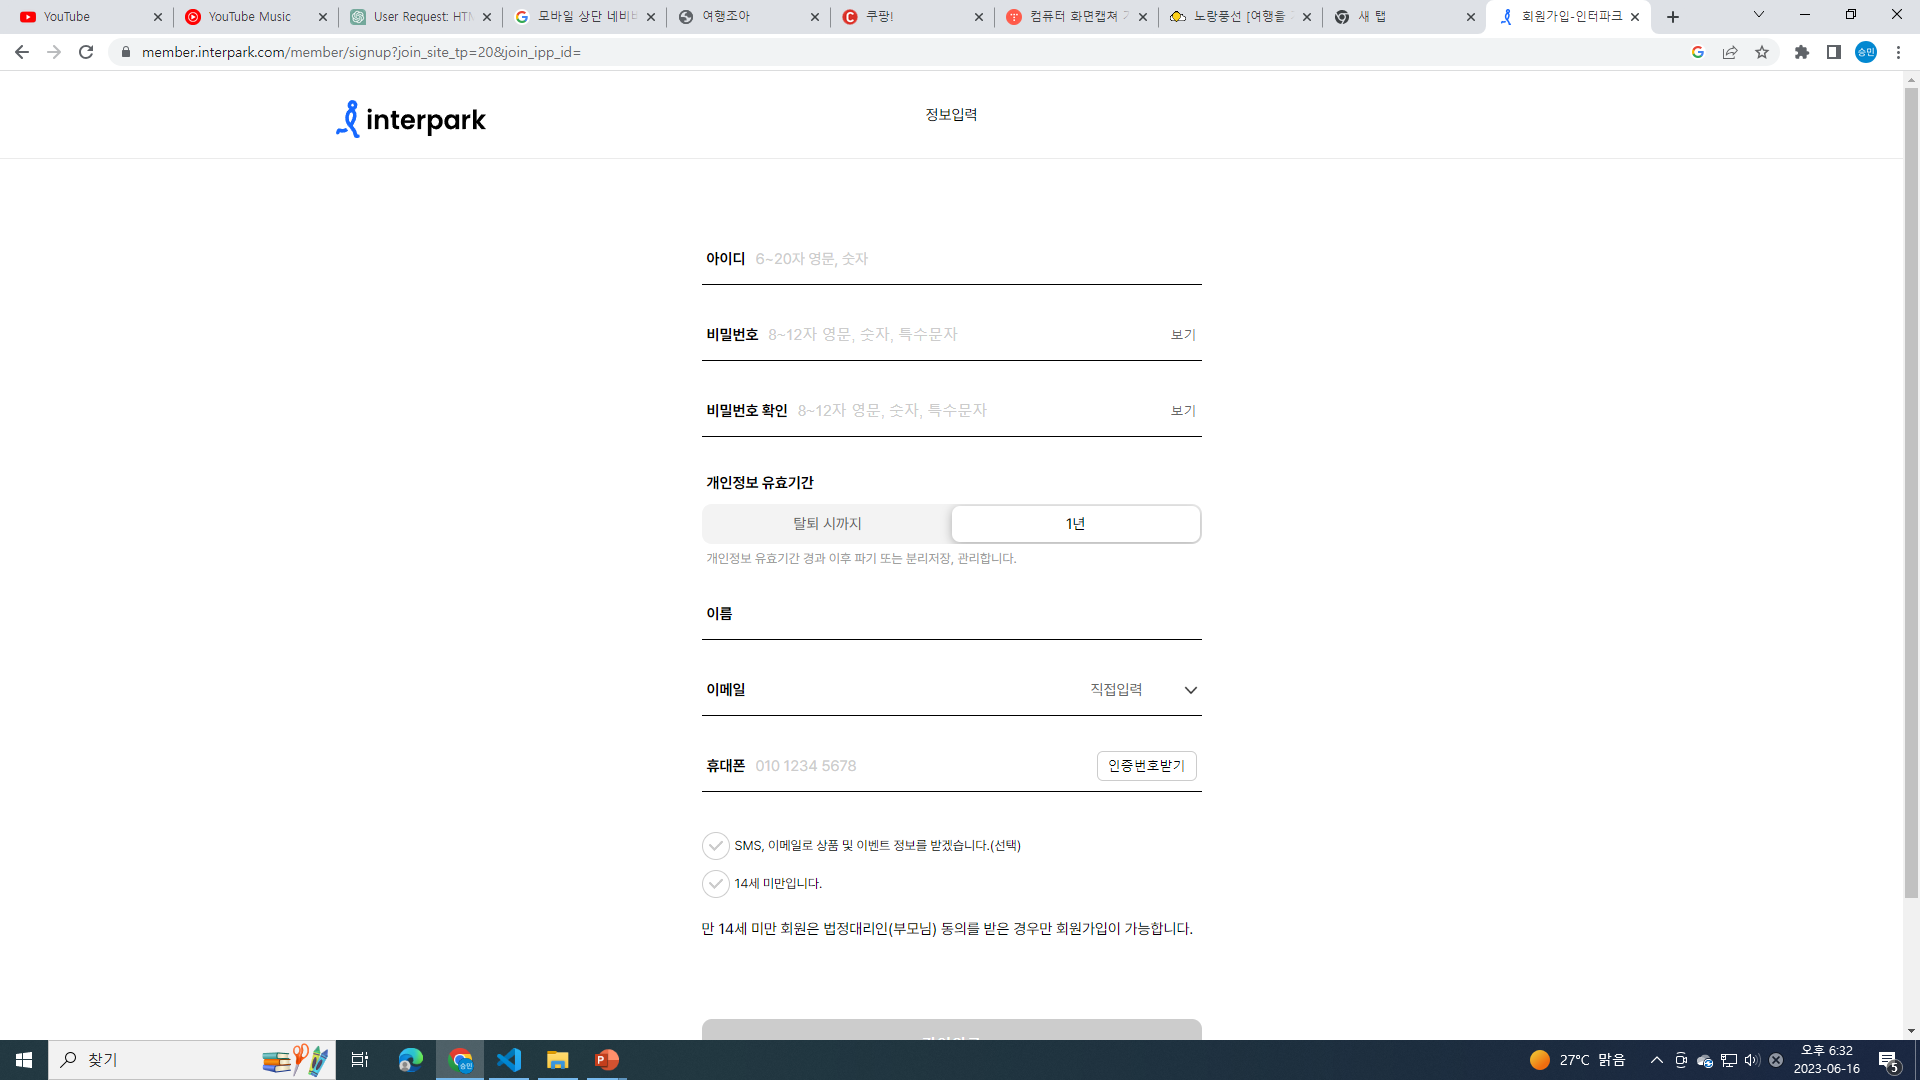 YouTube
YouTube Music
User Request: HTM
모바일 상단 네비
여행조아
쿠팡!
컴퓨터 화면캡쳐
노랑풍선 [여행을
새 탭
회원가입-인터파크
member.interpark.com/member/signup?join_site_tp=20&join_ipp_id=
승민
interpark
정보입력
아이디 6~20자 영문, 숫자
비밀번호 8~12자 영문, 숫자, 특수문자 보기
비밀번호 확인 8~12자 영문, 숫자, 특수문자 보기
개인정보 유효기간
탈퇴 시까지 1년
개인정보 유효기간 경과 이후 파기 또는 분리저장, 관리합니다.
이름
이메일 직접입력
휴대폰 010 1234 5678 인증번호받기
SMS, 이메일로 상품 및 이벤트 정보를 받겠습니다.(선택)
14세 미만입니다.
만 14세 미만 회원은 법정대리인(부모님) 동의를 받은 경우만 회원가입이 가능합니다.
찾기
27°C 맑음
오후 6:32
2023-06-16
5